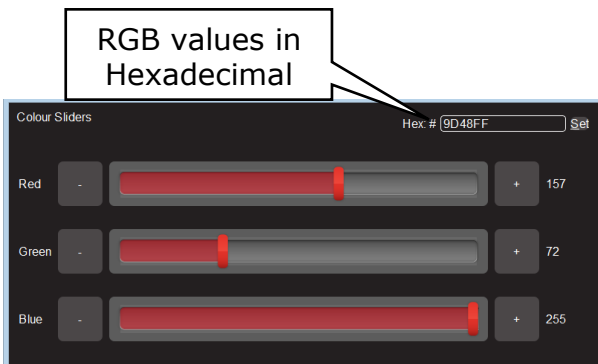 RGB values in
Hexadecimal
Colour Sliders
Hex: # 9D48FF Set
Red - + 157
Green - + 72
Blue - + 255